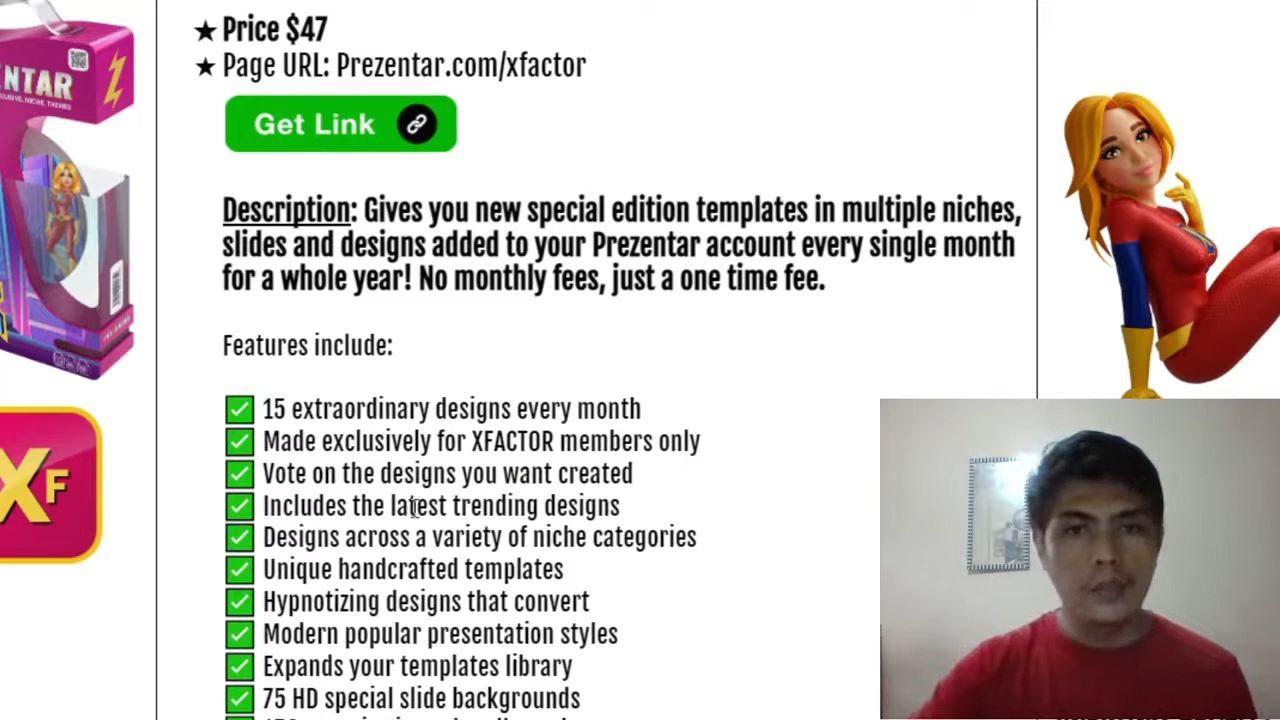 ★ Price $47
★ Page URL: Prezentar.com/xfactor
Get Link
NTAR
Description: Gives you new special edition templates in multiple niches,
slides and designs added to your Prezentar account every single month
for a whole year! No monthly fees, just a one time fee.
Features include:
15 extraordinary designs every month
Made exclusively for XFACTOR members only
Vote on the designs you want created
Includes the latest trending designs
Designs across a variety of niche categories
Unique handcrafted templates
Hypnotizing designs that convert
Modern popular presentation styles
Expands your templates library
75 HD special slide backgrounds
XF